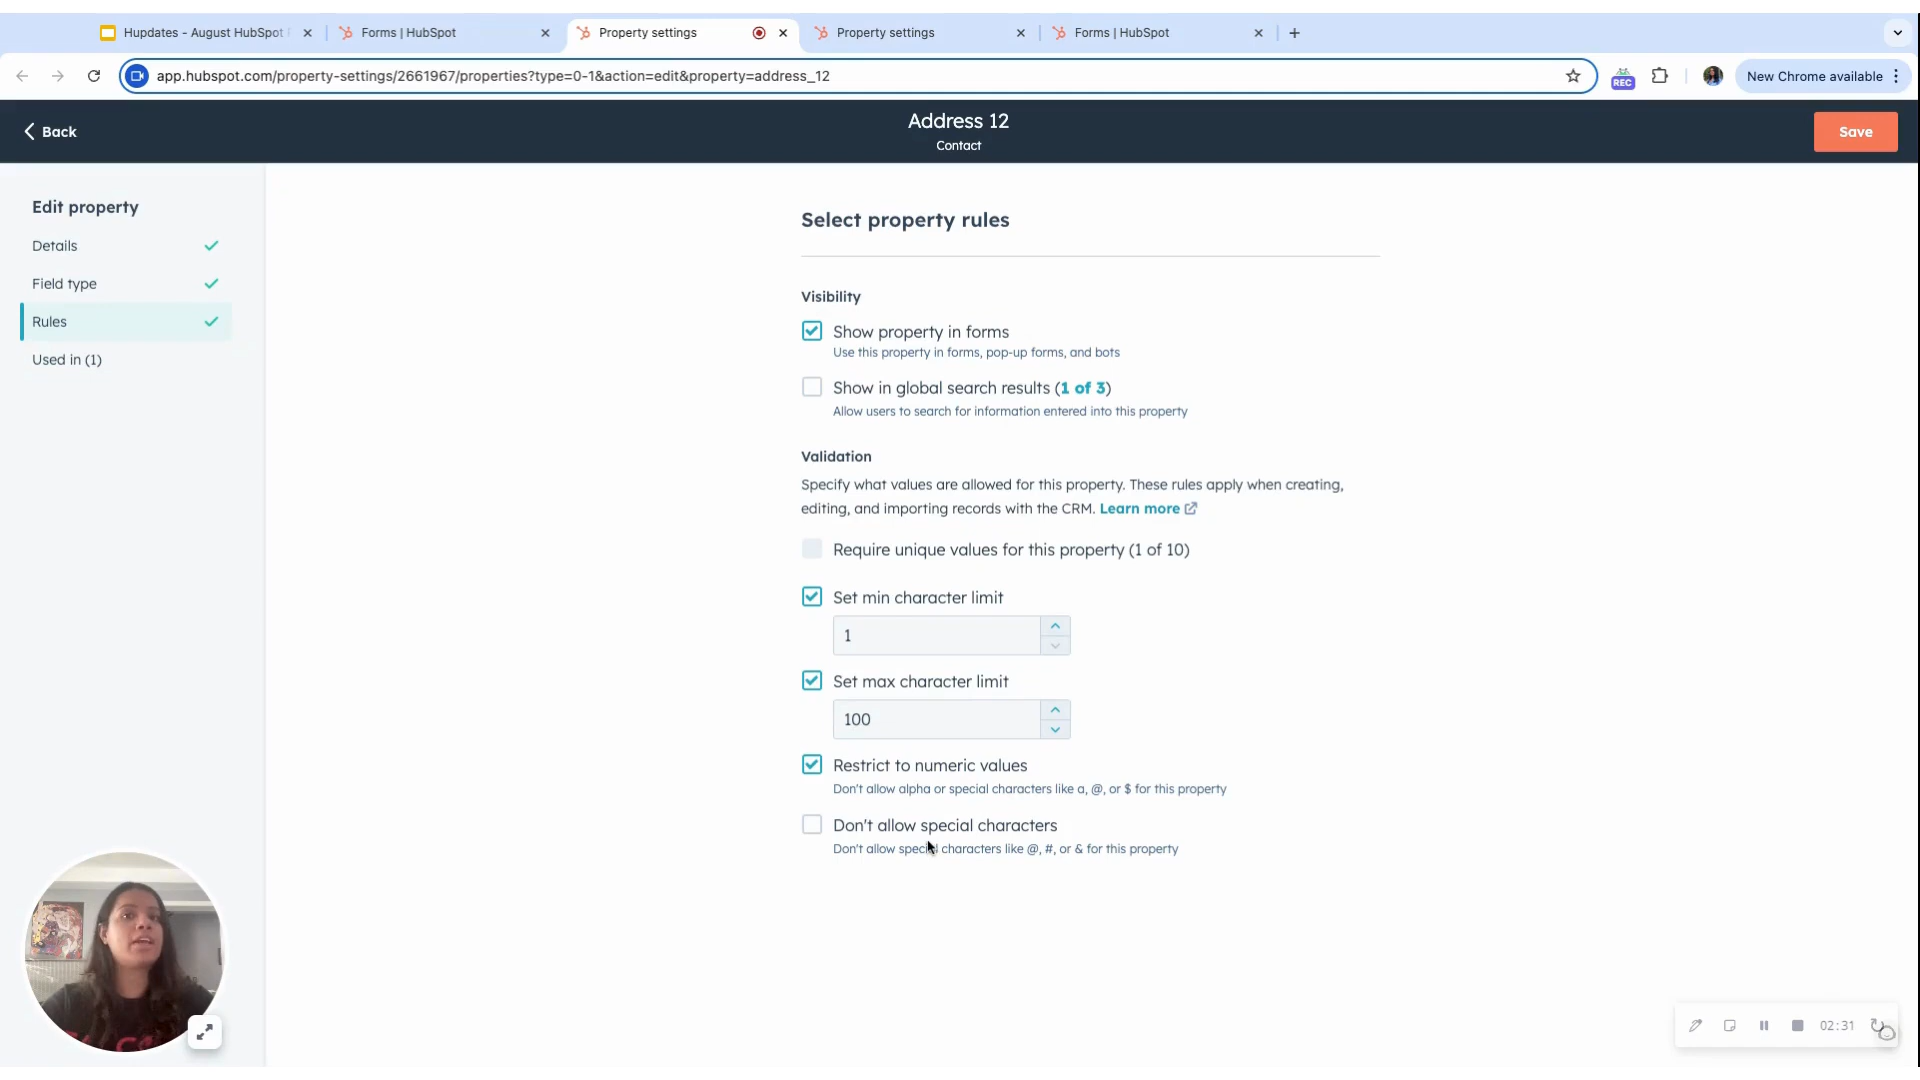 Hupdates - August HubSpot
Forms | HubSpot
Property settings
Property settings
Forms | HubSpot
app.hubspot.com/property-settings/2661967/properties?type=0-1&action=edit&property=address_12
REC
New Chrome available
Back
Address 12
Contact
Save
Edit property
Details
Field type
Rules
Used in (1)
Select property rules
Visibility
Show property in forms
Use this property in forms, pop-up forms, and bots
Show in global search results (1 of 3)
Allow users to search for information entered into this property
Validation
Specify what values are allowed for this property. These rules apply when creating,
editing, and importing records with the CRM. Learn more
Require unique values for this property (1 of 10)
Set min character limit
1
Set max character limit
100
Restrict to numeric values
Don't allow alpha or special characters like a, @, or $ for this property
Don't allow special characters
Don't allow special characters like @, #, or & for this property
02:31